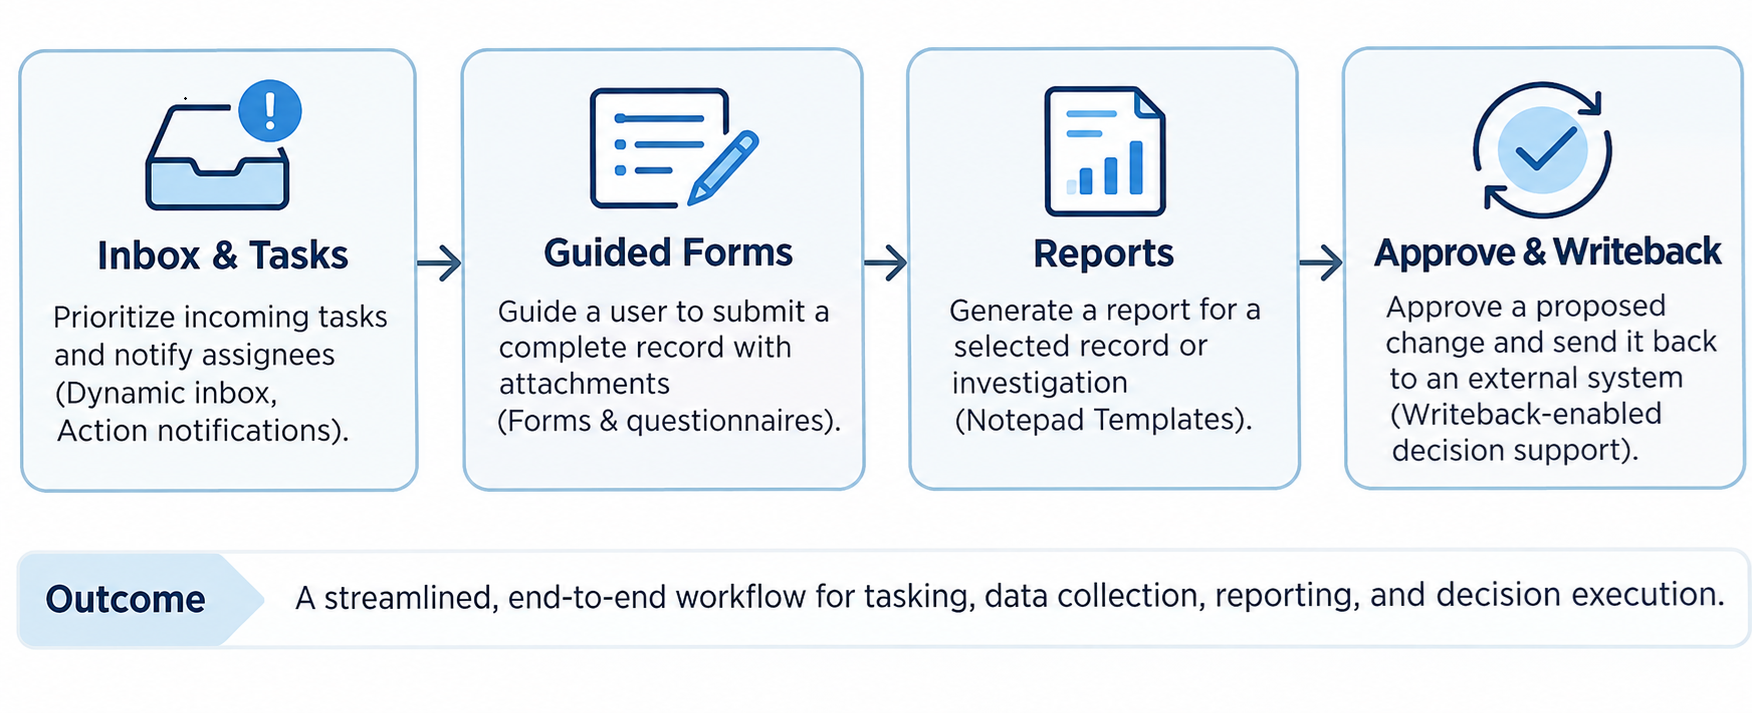 Inbox & Tasks
Prioritize incoming tasks
and notify assignees
(Dynamic inbox,
Action notifications).
Guided Forms
Guide a user to submit a
complete record with
attachments
(Forms & questionnaires).
Reports
Generate a report for a
selected record or
investigation
(Notepad Templates).
Approve & Writeback
Approve a proposed
change and send it back
to an external system
(Writeback-enabled
decision support).
Outcome
A streamlined, end-to-end workflow for tasking, data collection, reporting, and decision execution.